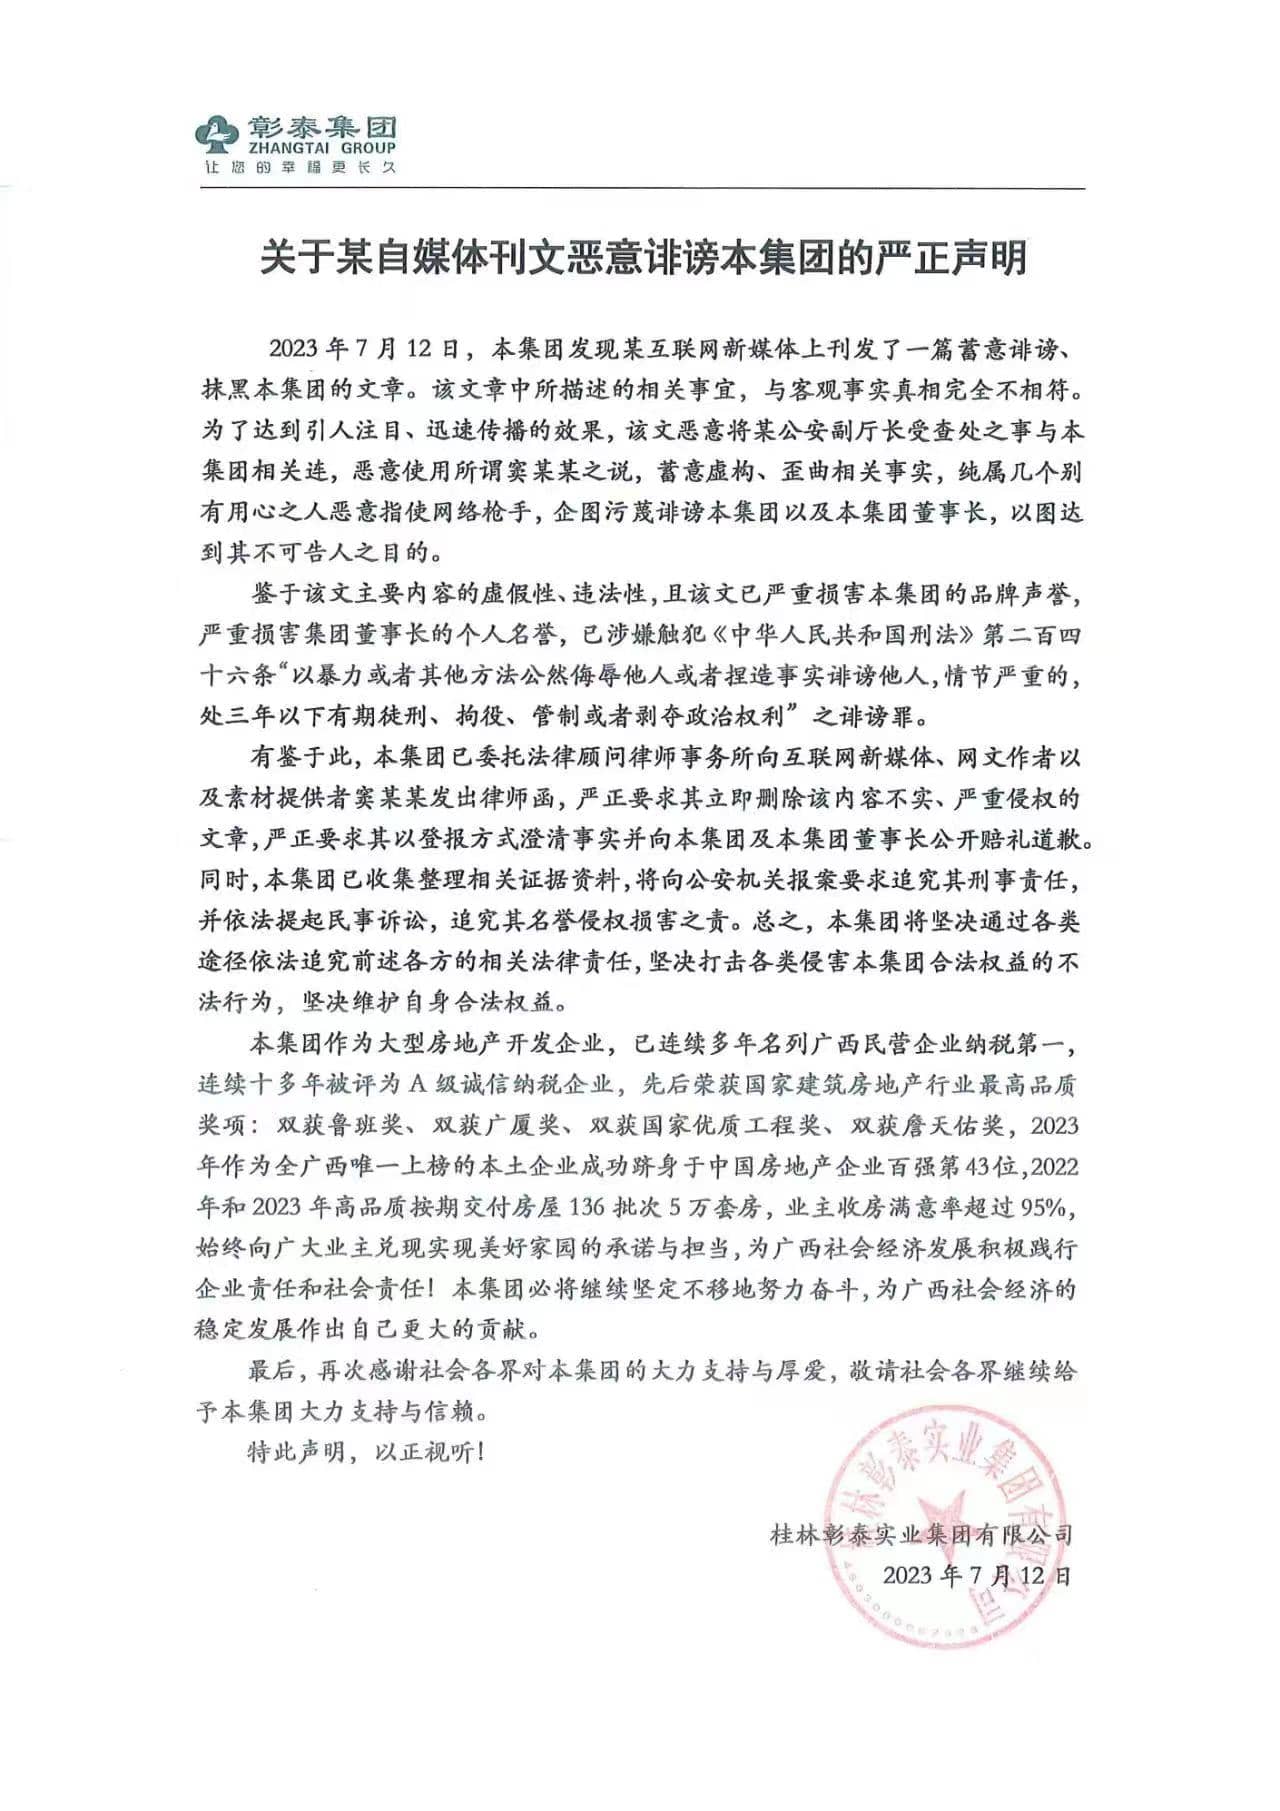 彰泰集团
ZHANGTAI GROUP
让您的幸福更长久
关于某自媒体刊文恶意诽谤本集团的严正声明
2023 年 7 月 12 日，本集团发现某互联网新媒体上刊发了一篇蓄意诽谤、
抹黑本集团的文章。该文章中所描述的相关事宜，与客观事实真相完全不相符。
为了达到引人注目、迅速传播的效果，该文恶意将某公安副厅长受查处之事与本
集团相关连，恶意使用所谓窦某某之说，蓄意虚构、歪曲相关事实，纯属几个别
有用心之人恶意指使网络枪手，企图污蔑诽谤本集团以及本集团董事长，以图达
到其不可告人之目的。
鉴于该文主要内容的虚假性、违法性，且该文已严重损害本集团的品牌声誉，
严重损害集团董事长的个人名誉，已涉嫌触犯《中华人民共和国刑法》第二百四
十六条“以暴力或者其他方法公然侮辱他人或者捏造事实诽谤他人，情节严重的，
处三年以下有期徒刑、拘役、管制或者剥夺政治权利”之诽谤罪。
有鉴于此，本集团已委托法律顾问律师事务所向互联网新媒体、网文作者以
及素材提供者窦某某发出律师函，严正要求其立即删除该内容不实、严重侵权的
文章，严正要求其以登报方式澄清事实并向本集团及本集团董事长公开赔礼道歉。
同时，本集团已收集整理相关证据资料，将向公安机关报案要求追究其刑事责任，
并依法提起民事诉讼，追究其名誉侵权损害之责。总之，本集团将坚决通过各类
途径依法追究前述各方的相关法律责任，坚决打击各类侵害本集团合法权益的不
法行为，坚决维护自身合法权益。
本集团作为大型房地产开发企业，已连续多年名列广西民营企业纳税第一，
连续十多年被评为 A 级诚信纳税企业，先后荣获国家建筑房地产行业最高品质
奖项：双获鲁班奖、双获广厦奖、双获国家优质工程奖、双获詹天佑奖，2023
年作为全广西唯一上榜的本土企业成功跻身于中国房地产企业百强第 43 位，2022
年和 2023 年高品质按期交付房屋 136 批次 5 万套房，业主收房满意率超过 95%，
始终向广大业主兑现实现美好家园的承诺与担当，为广西社会经济发展积极践行
企业责任和社会责任！本集团必将继续坚定不移地努力奋斗，为广西社会经济的
稳定发展作出自己更大的贡献。
最后，再次感谢社会各界对本集团的大力支持与厚爱，敬请社会各界继续给
予本集团大力支持与信赖。
特此声明，以正视听！
桂林彰泰实业集团有限公司
桂林彰泰实业集团有限公司
2023 年 7 月 12 日